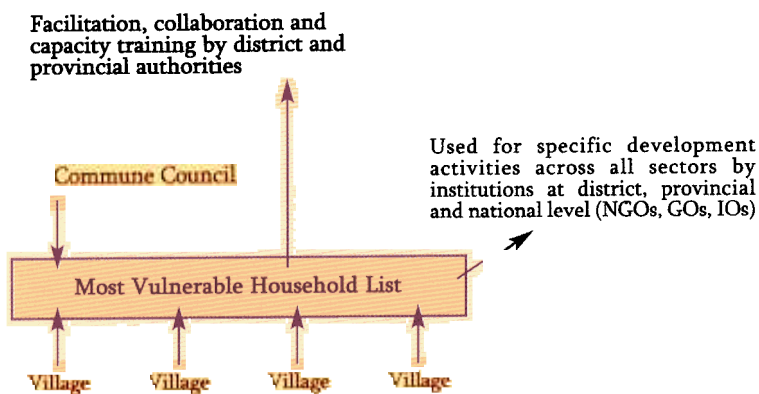 Facilitation, collaboration and
capacity training by district and
provincial authorities
Used for specific development
activities across all sectors by
institutions at district, provincial
and national level (NGOs, GOs, IOs)
Commune Council
Most Vulnerable Household List
Village Village Village Village